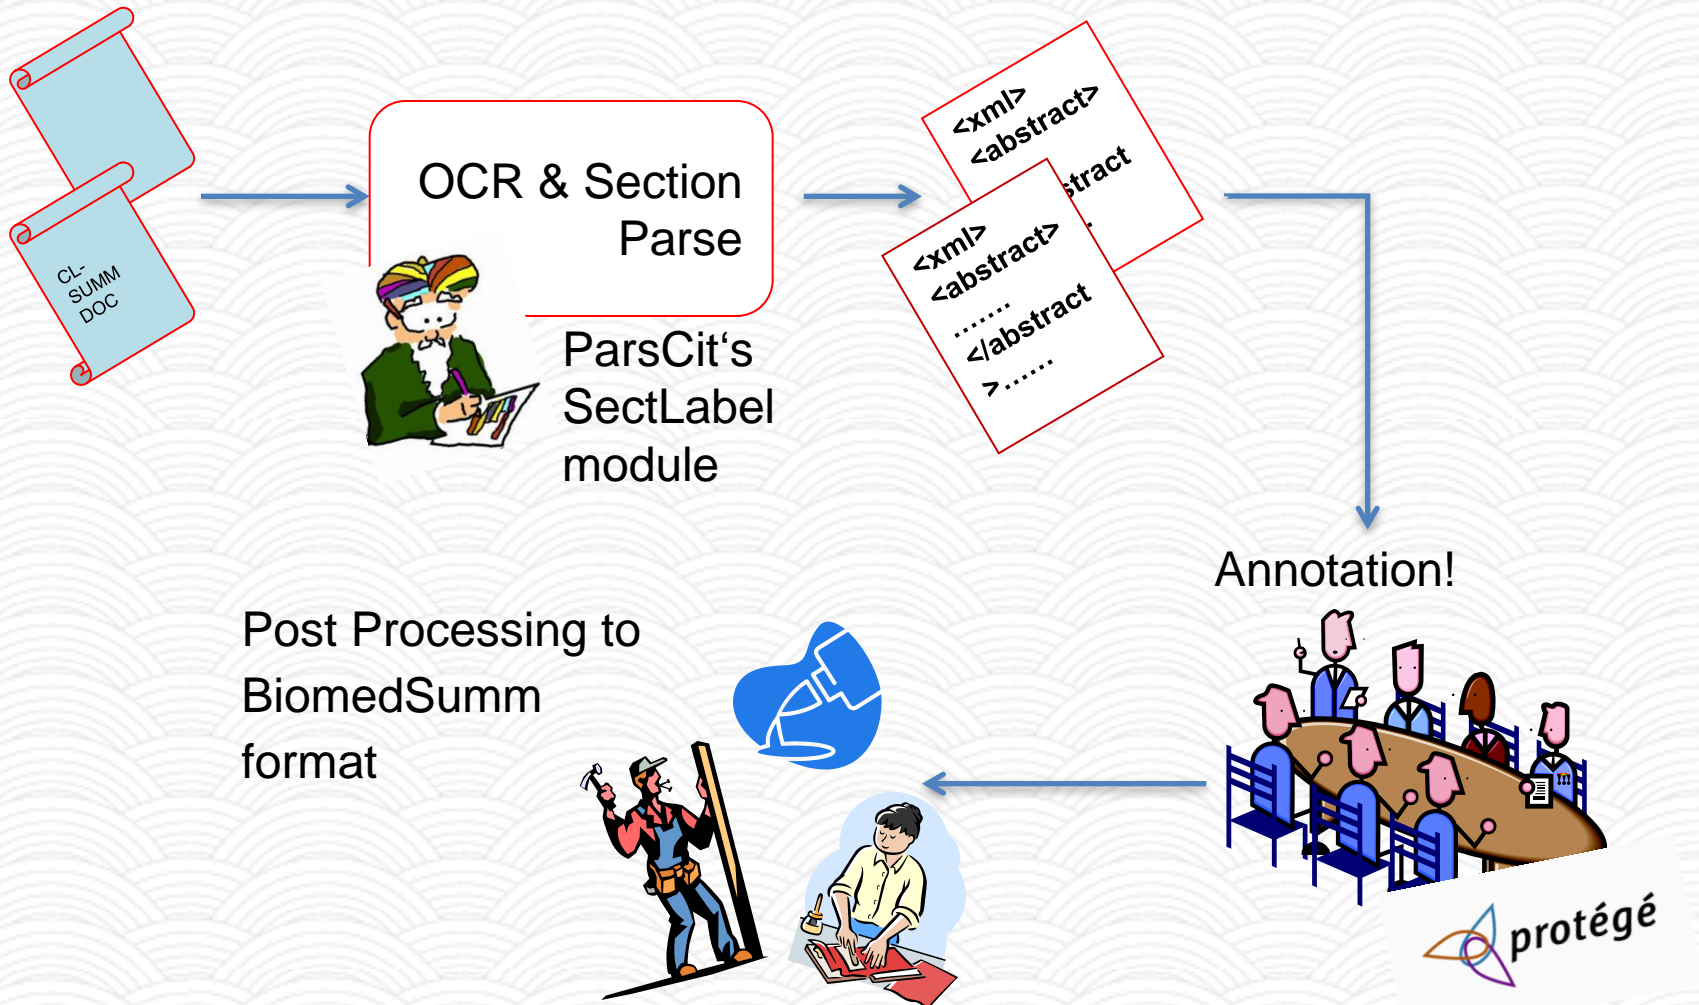 CL-
SUMM
DOC
OCR & Section
Parse
ParsCit‘s
SectLabel
module
<xml>
<abstract>
stract
.
<xml>
<abstract>
.......
</abstract
>......
Annotation!
Post Processing to
BiomedSumm
format
protégé